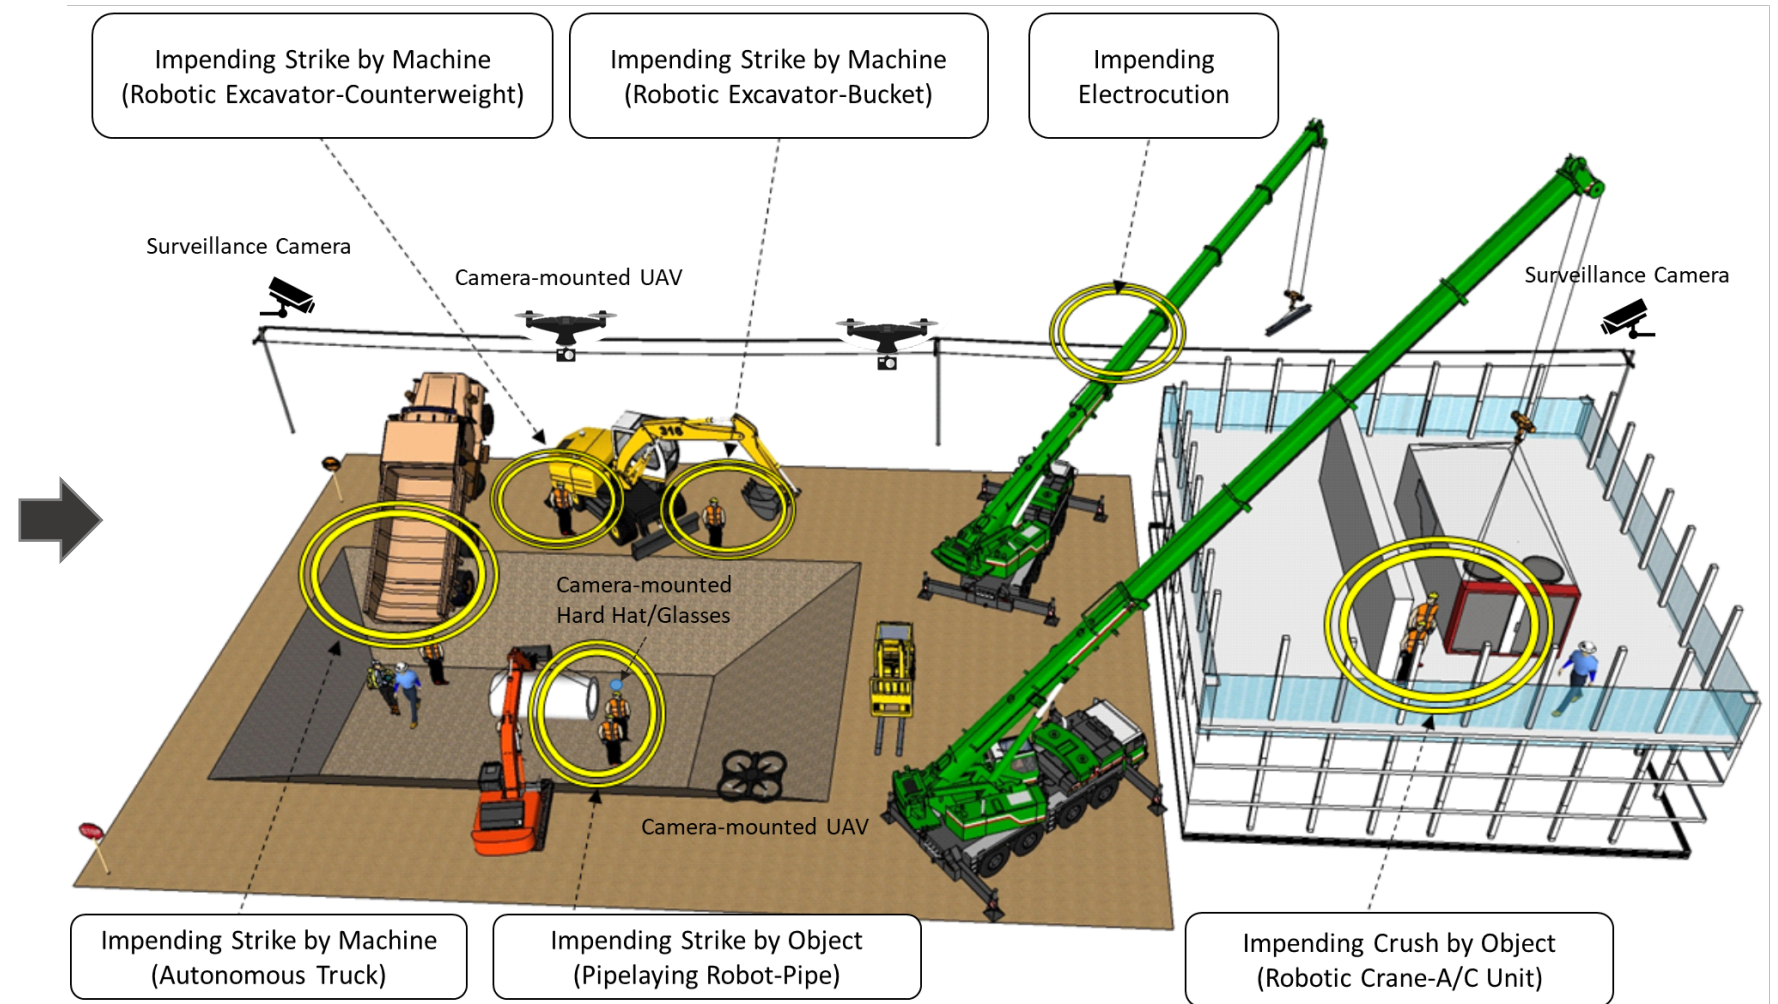 Impending Strike by Machine
(Robotic Excavator-Counterweight)
Impending Strike by Machine
(Robotic Excavator-Bucket)
Impending
Electrocution
Surveillance Camera
Camera-mounted UAV
Surveillance Camera
316
Camera-mounted
Hard Hat/Glasses
Camera-mounted UAV
STOP
Impending Strike by Machine
(Autonomous Truck)
Impending Strike by Object
(Pipelaying Robot-Pipe)
Impending Crush by Object
(Robotic Crane-A/C Unit)